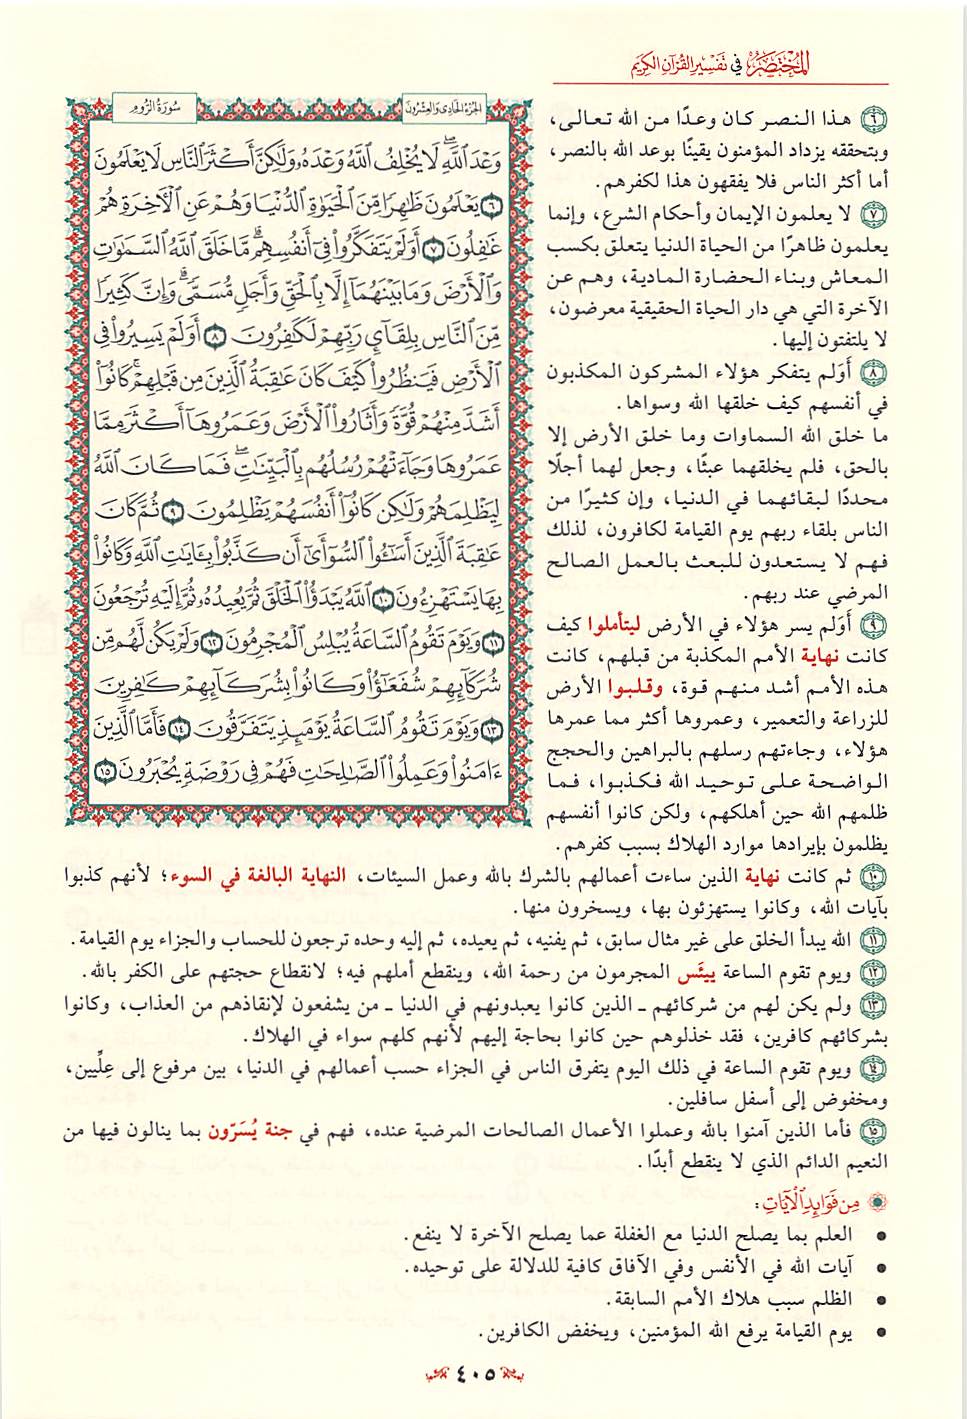 المُخْتَصَرُ في تَفْسِيرِ القُرْآنِ الكَرِيمِ
الجُزْءُ الحَادِي وَالعِشْرُونَ
سُورَةُ الرُّومِ
وَعْدَ ٱللَّهِۖ لَا يُخْلِفُ ٱللَّهُ وَعْدَهُۥ وَلَٰكِنَّ أَكْثَرَ ٱلنَّاسِ لَا يَعْلَمُونَ
٦ يَعْلَمُونَ ظَٰهِرًا مِّنَ ٱلْحَيَوٰةِ ٱلدُّنْيَا وَهُمْ عَنِ ٱلْأَخِرَةِ هُمْ
غَٰفِلُونَ ٧ أَوَلَمْ يَتَفَكَّرُوا۟ فِىٓ أَنفُسِهِمۗ مَّا خَلَقَ ٱللَّهُ ٱلسَّمَٰوَٰتِ
وَٱلْأَرْضَ وَمَا بَيْنَهُمَآ إِلَّا بِٱلْحَقِّ وَأَجَلٍ مُّسَمًّىۗ وَإِنَّ كَثِيرًا
مِّنَ ٱلنَّاسِ بِلِقَآئِ رَبِّهِمْ لَكَٰفِرُونَ ٨ أَوَلَمْ يَسِيرُوا۟ فِى
ٱلْأَرْضِ فَيَنظُرُوا۟ كَيْفَ كَانَ عَٰقِبَةُ ٱلَّذِينَ مِن قَبْلِهِمْۚ كَانُوٓا۟
أَشَدَّ مِنْهُمْ قُوَّةً وَأَثَارُوا۟ ٱلْأَرْضَ وَعَمَرُوهَآ أَكْثَرَ مِمَّا
عَمَرُوهَا وَجَآءَتْهُمْ رُسُلُهُم بِٱلْبَيِّنَٰتِۖ فَمَا كَانَ ٱللَّهُ
لِيَظْلِمَهُمْ وَلَٰكِن كَانُوٓا۟ أَنفُسَهُمْ يَظْلِمُونَ ٩ ثُمَّ كَانَ
عَٰقِبَةَ ٱلَّذِينَ أَسَٰٓـُٔوا۟ ٱلسُّوٓأَىٰٓ أَن كَذَّبُوا۟ بِـَٔايَٰتِ ٱللَّهِ وَكَانُوا۟
بِهَا يَسْتَهْزِءُونَ ١٠ ٱللَّهُ يَبْدَؤُا۟ ٱلْخَلْقَ ثُمَّ يُعِيدُهُۥ ثُمَّ إِلَيْهِ تُرْجَعُونَ
١١ وَيَوْمَ تَقُومُ ٱلسَّاعَةُ يُبْلِسُ ٱلْمُجْرِمُونَ ١٢ وَلَمْ يَكُن لَّهُم مِّن
شُرَكَآئِهِمْ شُفَعَٰٓؤُا۟ وَكَانُوا۟ بِشُرَكَآئِهِمْ كَٰفِرِينَ
١٣ وَيَوْمَ تَقُومُ ٱلسَّاعَةُ يَوْمَئِذٍ يَتَفَرَّقُونَ ١٤ فَأَمَّا ٱلَّذِينَ
ءَامَنُوا۟ وَعَمِلُوا۟ ٱلصَّٰلِحَٰتِ فَهُمْ فِى رَوْضَةٍ يُحْبَرُونَ ١٥
٦ هذا النصر كان وعدًا من الله تعالى،
وبتحققه يزداد المؤمنون يقينًا بوعد الله بالنصر،
أما أكثر الناس فلا يفقهون هذا لكفرهم.
٧ لا يعلمون الإيمان وأحكام الشرع، وإنما
يعلمون ظاهرًا من الحياة الدنيا يتعلق بكسب
المعاش وبناء الحضارة المادية، وهم عن
الآخرة التي هي دار الحياة الحقيقية معرضون،
لا يلتفتون إليها.
٨ أَوَلم يتفكر هؤلاء المشركون المكذبون
في أنفسهم كيف خلقها الله وسواها.
ما خلق الله السماوات وما خلق الأرض إلا
بالحق، فلم يخلقهما عبثًا، وجعل لهما أجلًا
محددًا لبقائهما في الدنيا، وإن كثيرًا من
الناس بلقاء ربهم يوم القيامة لكافرون، لذلك
فهم لا يستعدون للبعث بالعمل الصالح
المرضي عند ربهم.
٩ أَوَلم يسر هؤلاء في الأرض ليتأملوا كيف
كانت نهاية الأمم المكذبة من قبلهم، كانت
هذه الأمم أشد منهم قوة، وقلبوا الأرض
للزراعة والتعمير، وعمروها أكثر مما عمرها
هؤلاء، وجاءتهم رسلهم بالبراهين والحجج
الواضحة على توحيد الله فكذبوا، فما
ظلمهم الله حين أهلكهم، ولكن كانوا أنفسهم
يظلمون بإيرادها موارد الهلاك بسبب كفرهم.
١٠ ثم كانت نهاية الذين ساءت أعمالهم بالشرك بالله وعمل السيئات، النهاية البالغة في السوء؛ لأنهم كذبوا
بآيات الله، وكانوا يستهزئون بها، ويسخرون منها.
١١ الله يبدأ الخلق على غير مثال سابق، ثم يفنيه، ثم يعيده، ثم إليه وحده ترجعون للحساب والجزاء يوم القيامة.
١٢ ويوم تقوم الساعة ييئَس المجرمون من رحمة الله، وينقطع أملهم فيه؛ لانقطاع حجتهم على الكفر بالله.
١٣ ولم يكن لهم من شركائهم ـ الذين كانوا يعبدونهم في الدنيا ـ من يشفعون لإنقاذهم من العذاب، وكانوا
بشركائهم كافرين، فقد خذلوهم حين كانوا بحاجة إليهم لأنهم كلهم سواء في الهلاك.
١٤ ويوم تقوم الساعة في ذلك اليوم يتفرق الناس في الجزاء حسب أعمالهم في الدنيا، بين مرفوع إلى عِلِّيين،
ومخفوض إلى أسفل سافلين.
١٥ فأما الذين آمنوا بالله وعملوا الأعمال الصالحات المرضية عنده، فهم في جنة يُسَرّون بما ينالون فيها من
النعيم الدائم الذي لا ينقطع أبدًا.
مِن فَوَائِدِ الآيَاتِ:
● العلم بما يصلح الدنيا مع الغفلة عما يصلح الآخرة لا ينفع.
● آيات الله في الأنفس وفي الآفاق كافية للدلالة على توحيده.
● الظلم سبب هلاك الأمم السابقة.
● يوم القيامة يرفع الله المؤمنين، ويخفض الكافرين.
٤٠٥